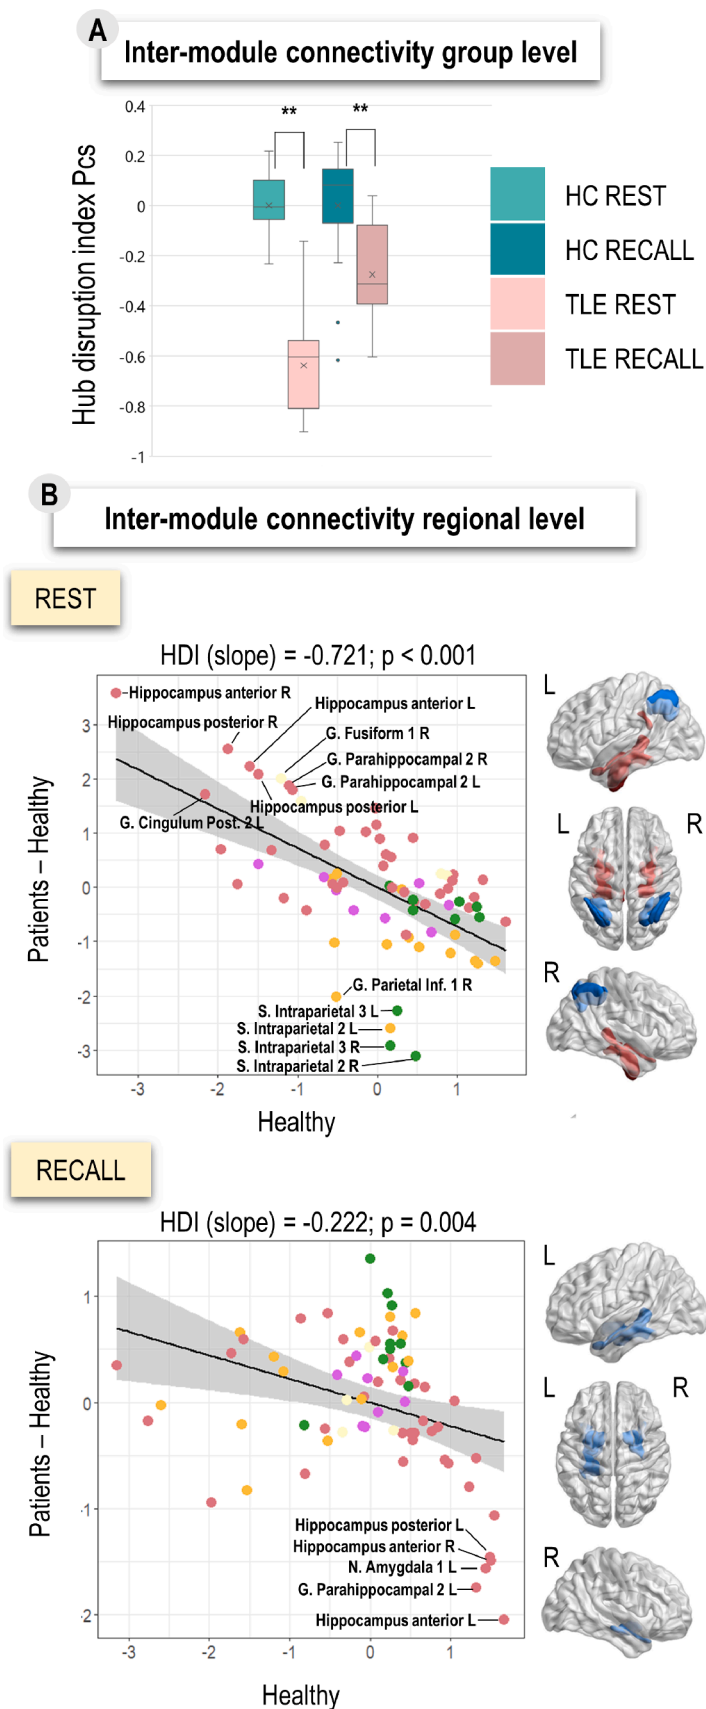 A
Inter-module connectivity group level
Hub disruption index Pcs
0.4
0.2
0
-0.2
-0.4
-0.6
-0.8
-1
**
**
HC REST
HC RECALL
TLE REST
TLE RECALL
B
Inter-module connectivity regional level
REST
HDI (slope) = -0.721; p < 0.001
Patients – Healthy
3
2
1
0
-1
-2
-3
Hippocampus anterior R
Hippocampus anterior L
Hippocampus posterior R
G. Fusiform 1 R
G. Parahippocampal 2 R
G. Parahippocampal 2 L
Hippocampus posterior L
G. Cingulum Post. 2 L
G. Parietal Inf. 1 R
S. Intraparietal 3 L
S. Intraparietal 2 L
S. Intraparietal 3 R
S. Intraparietal 2 R
-3
-2
-1
0
1
Healthy
L
L
R
R
RECALL
HDI (slope) = -0.222; p = 0.004
Patients – Healthy
1
0
-1
-2
Hippocampus posterior L
Hippocampus anterior R
N. Amygdala 1 L
G. Parahippocampal 2 L
Hippocampus anterior L
-3
-2
-1
0
1
Healthy
L
L
R
R